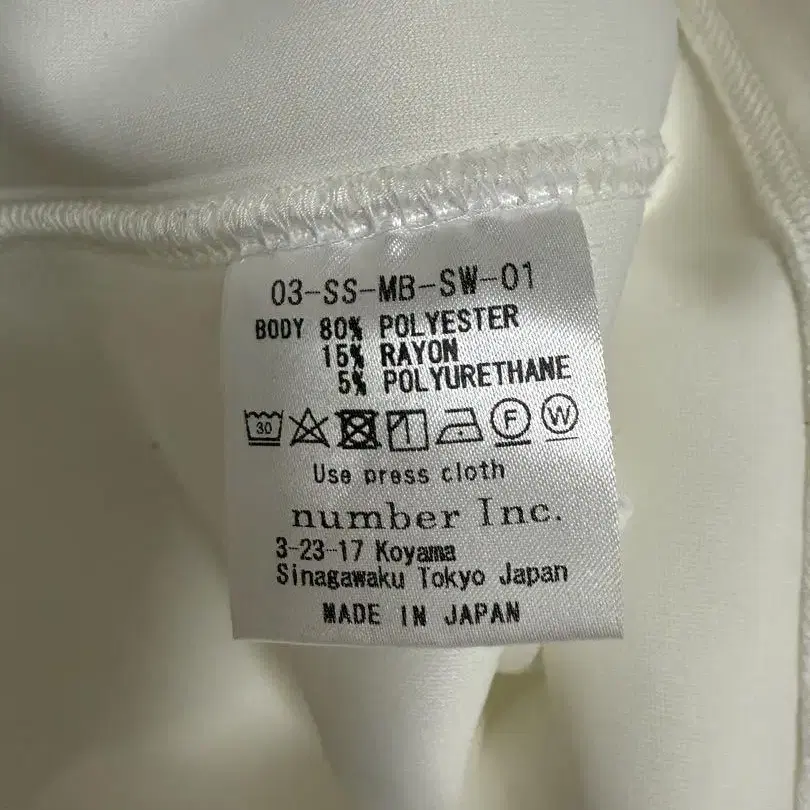 03-SS-MB-SW-01
BODY 80% POLYESTER
15% RAYON
5% POLYURETHANE
30 F W
Use press cloth
number Inc.
3-23-17 Koyama
Sinagawaku Tokyo Japan
MADE IN JAPAN